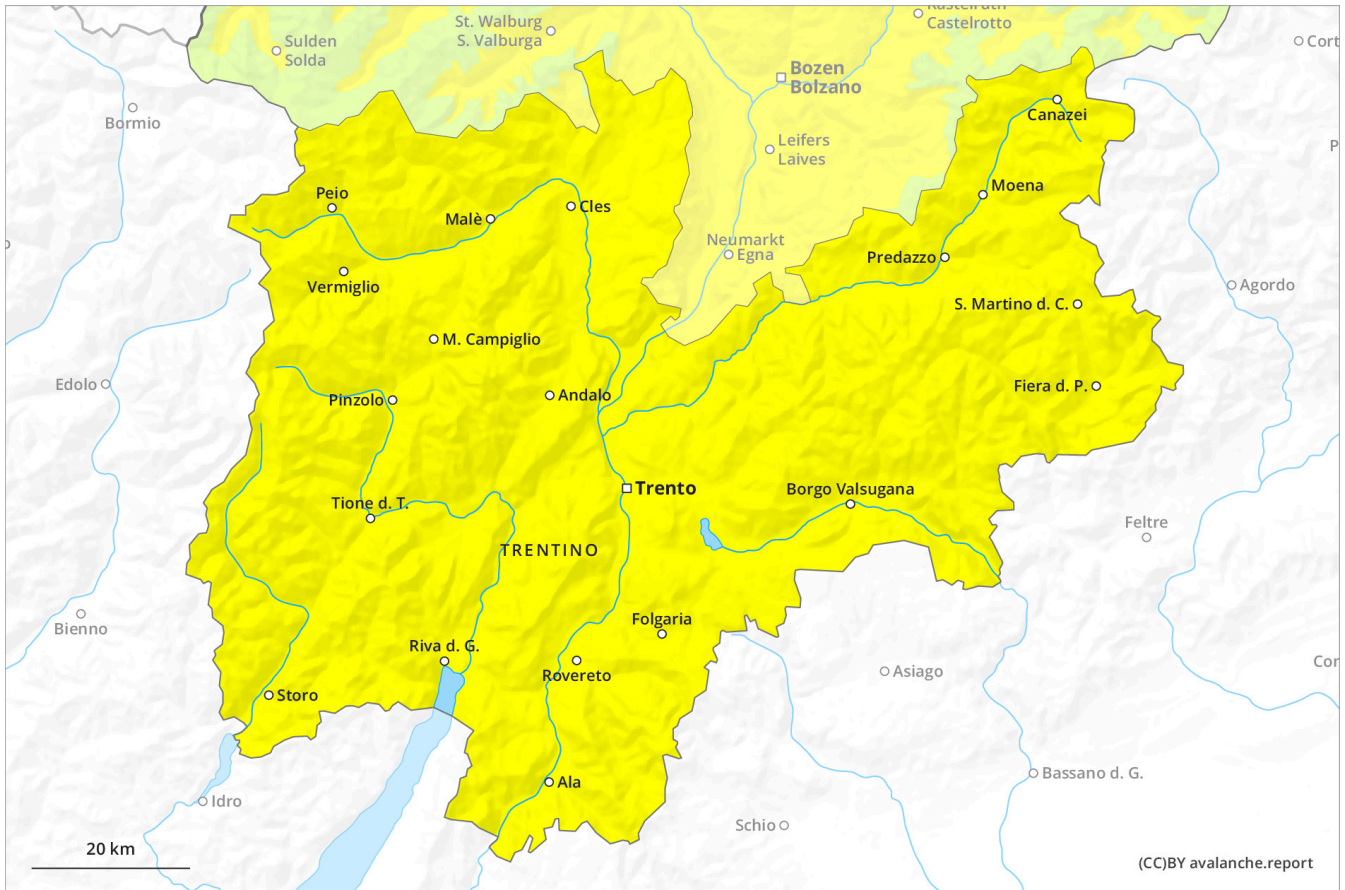 St. Walburg
S. Valburga
Kastelruth
Castelrotto
Sulden
Solda
Cort
Bozen
Bolzano
Bormio
Canazei
Leifers
Laives
P
Moena
Peio
Malè
Cles
Neumarkt
Egna
Predazzo
Vermiglio
Agordo
S. Martino d. C.
M. Campiglio
Edolo
Fiera d. P.
Andalo
Pinzolo
Trento
Borgo Valsugana
Tione d. T.
Feltre
TRENTINO
Bienno
Folgaria
Riva d. G.
Cor
Asiago
Rovereto
Storo
Bassano d. G.
Ala
Idro
Schio
20 km
(CC)BY avalanche.report